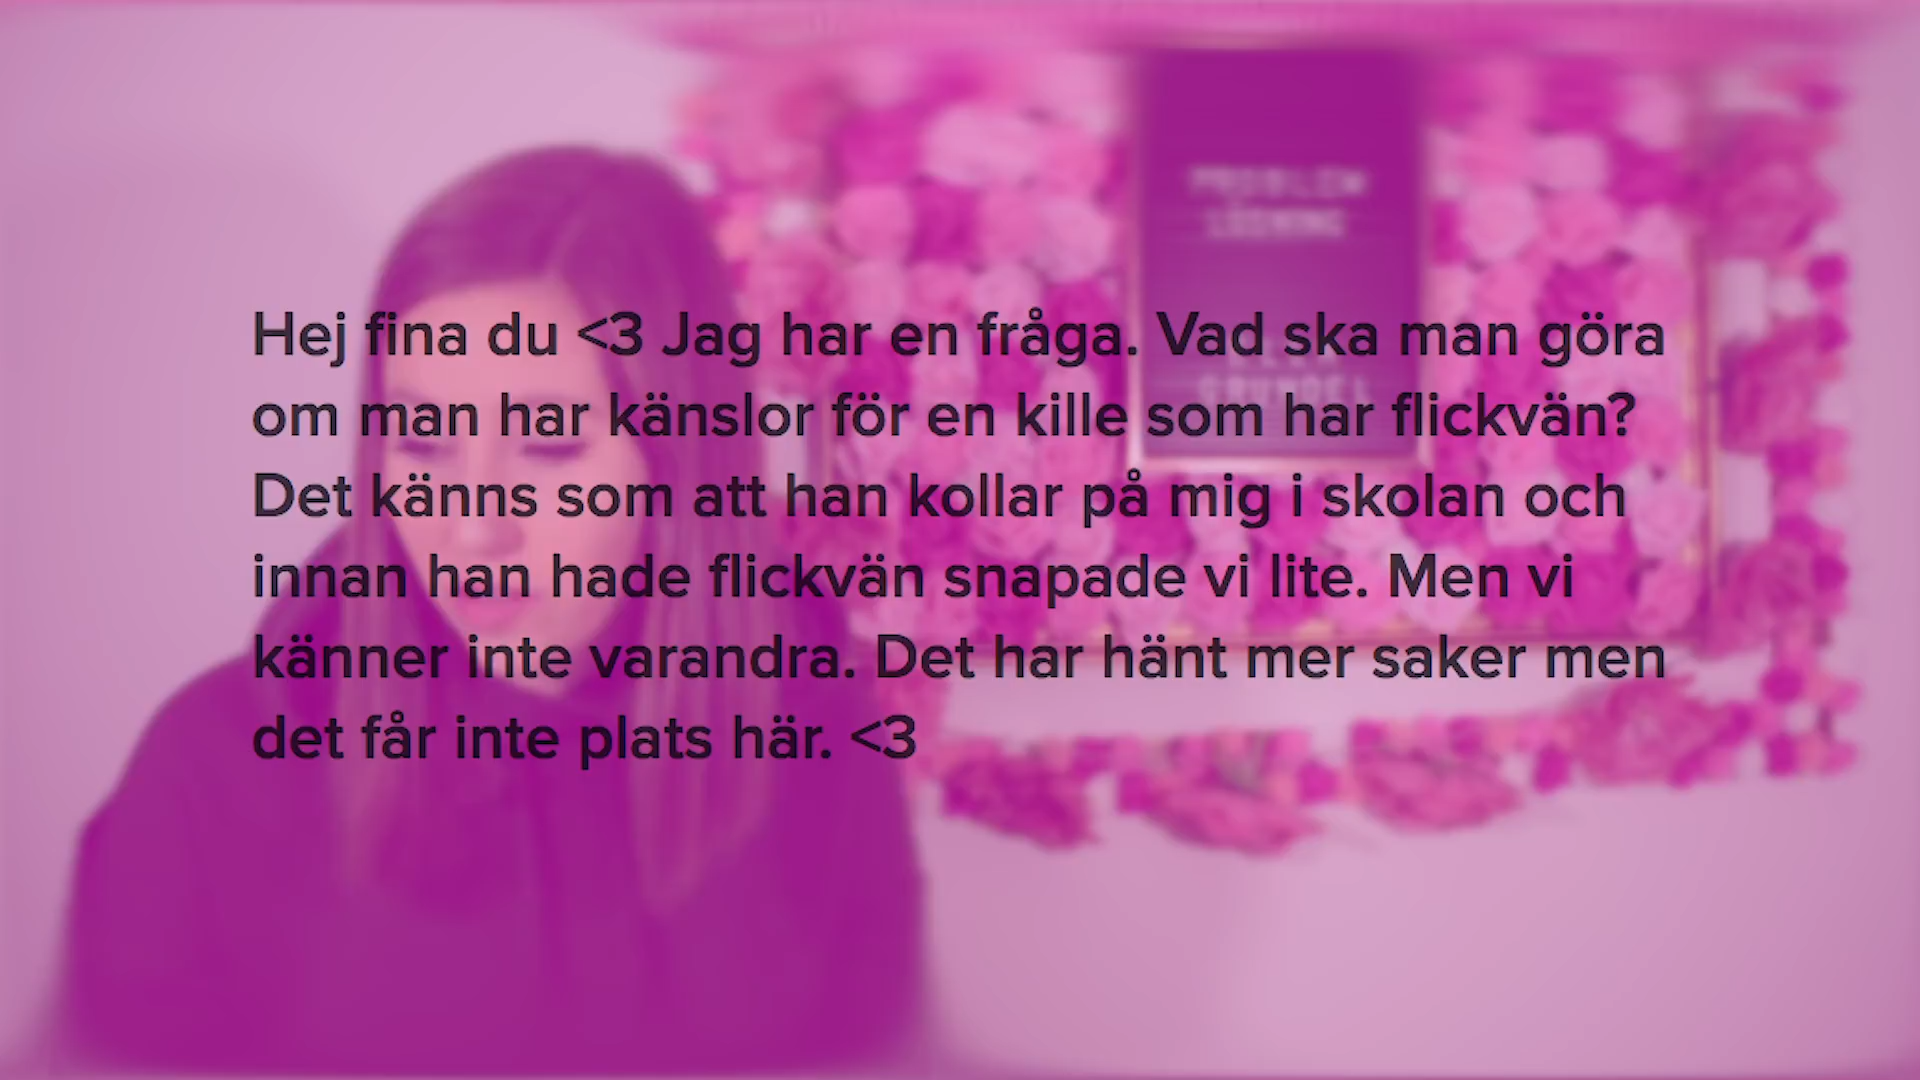 PROBLEM
LÖSNING
Hej fina du <3 Jag har en fråga. Vad ska man göra
om man har känslor för en kille som har flickvän?
Det känns som att han kollar på mig i skolan och
innan han hade flickvän snapade vi lite. Men vi
känner inte varandra. Det har hänt mer saker men
det får inte plats här. <3